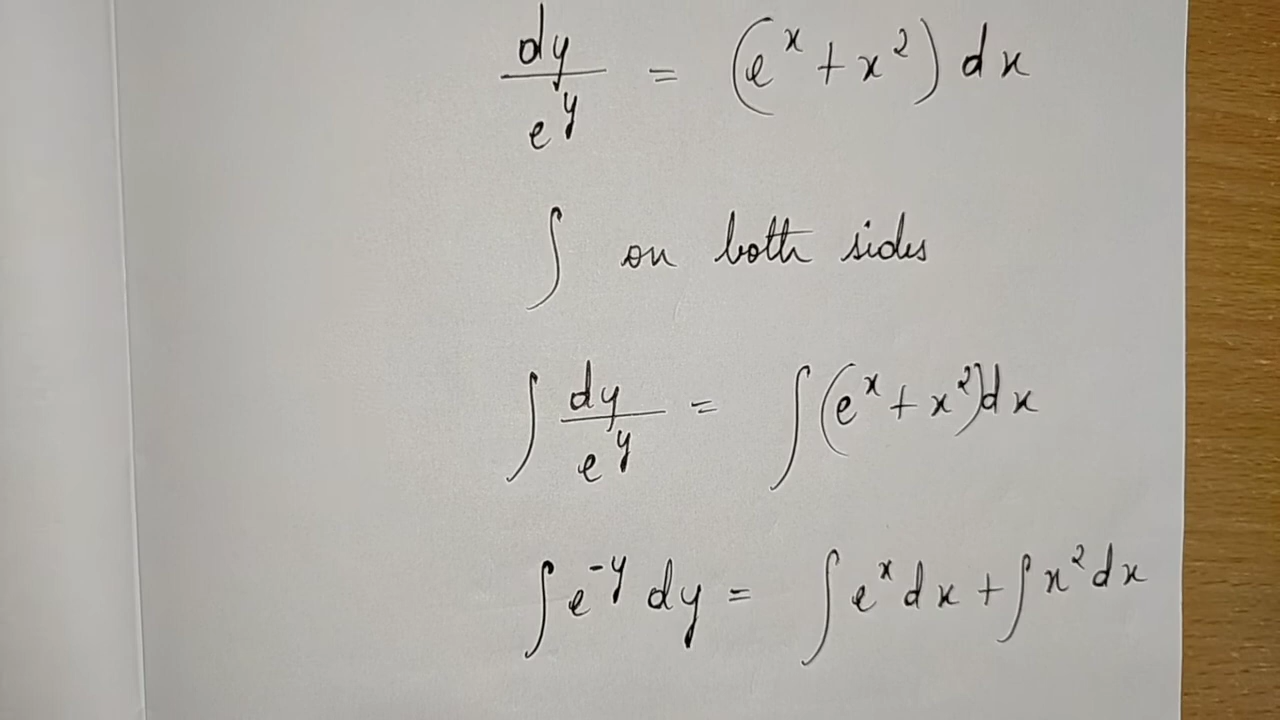 dy/e^y = (e^x + x^2) dx
∫ on both sides
∫ dy/e^y = ∫ (e^x + x^2) dx
∫ e^-y dy = ∫ e^x dx + ∫ x^2 dx